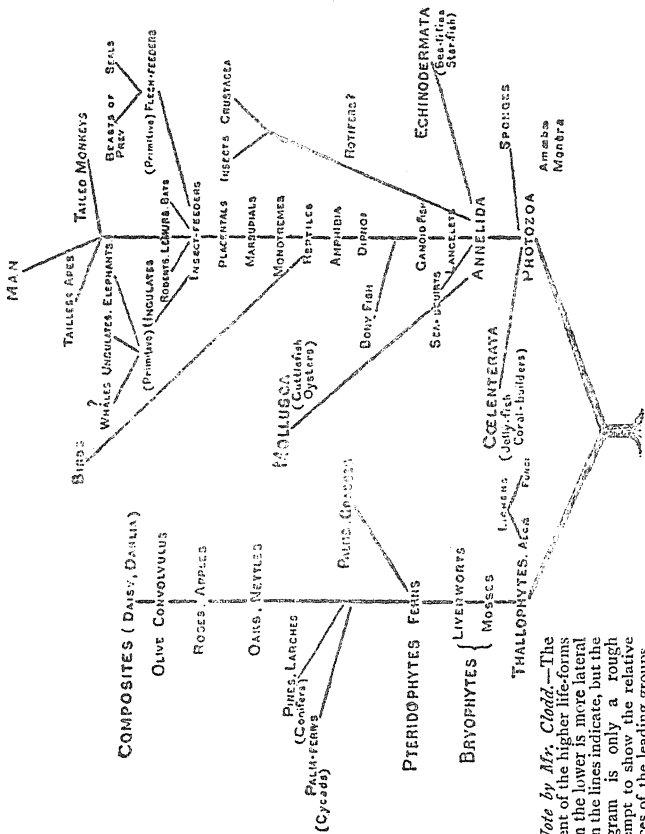 MAN
TAILLESS APES
TAILED MONKEYS
BEASTS OF PREY
SEALS
(Primitive) FLESH-FEEDERS
?
WHALES UNGULATES. ELEPHANTS
(Primitive) UNGULATES
RODENTS. LEMURS. BATS
INSECT-FEEDERS
PLACENTALS
MARSUPIALS
MONOTREMES
REPTILES
AMPHIBIA
DIPNOI
BIRDS
INSECTS CRUSTACEA
ROTIFERS?
BONY FISH
GANOID FISH
SEA-SQUIRTS
LANCELETS
ANNELIDA
ECHINODERMATA
(Sea-lilies
Star-fish)
MOLLUSCA
(Cuttlefish
Oysters)
SPONGES
PROTOZOA
Amœba
Monera
CŒLENTERATA
(Jelly-fish
Coral-builders)
COMPOSITES (DAISY, DAHLIA)
OLIVE CONVOLVULUS
ROSES. APPLES
OAKS. NETTLES
PALMS. GRASSES
PINES, LARCHES
(Conifers)
PALM-FERNS
(Cycads)
PTERIDOPHYTES FERNS
BRYOPHYTES { LIVERWORTS
MOSSES
LICHENS
FUNGI
THALLOPHYTES. ALGÆ
Note by Mr. Clodd.—The
ent of the higher life-forms
n the lower is more lateral
n the lines indicate, but the
gram is only a rough
empt to show the relative
ces of the leading groups